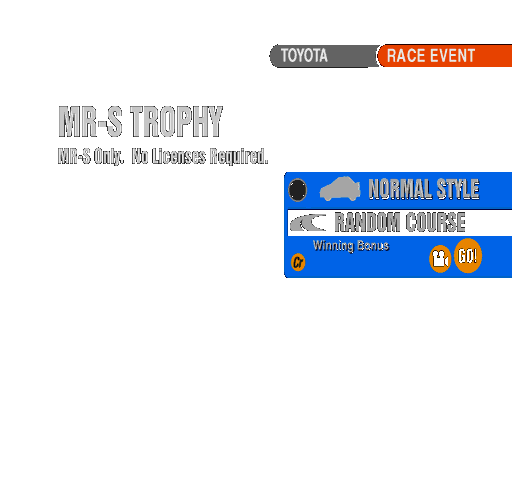 TOYOTA
RACE EVENT
MR-S TROPHY
MR-S Only. No Licenses Required.
NORMAL STYLE
RANDOM COURSE
Winning Bonus
Cr
GO!